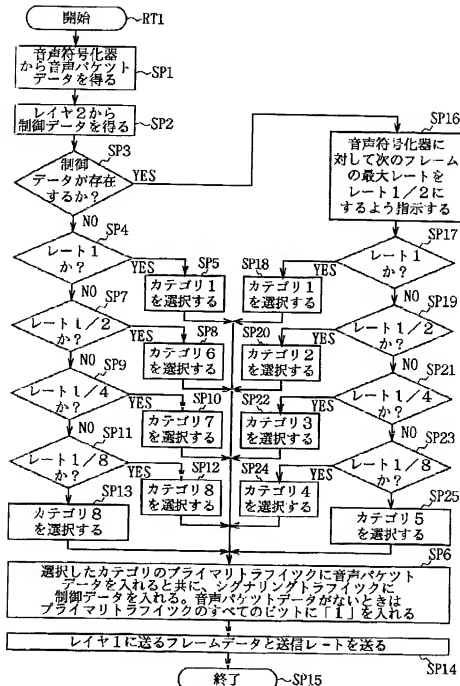 開始
RT1
音声符号化器
から音声パケット
データを得る
SP1
レイヤ2から
制御データを得る
SP2
SP3
制御
データが存在
するか?
YES
NO
SP16
音声符号化器に
対して次のフレーム
の最大レートを
レート1/2に
するよう指示する
SP4
レート1
か?
YES
NO
SP5
カテゴリ1
を選択する
SP17
レート1
か?
YES
NO
SP18
カテゴリ1
を選択する
SP7
レート1/2
か?
YES
NO
SP8
カテゴリ6
を選択する
SP19
レート1/2
か?
YES
NO
SP20
カテゴリ2
を選択する
SP9
レート1/4
か?
YES
NO
SP10
カテゴリ7
を選択する
SP21
レート1/4
か?
YES
NO
SP22
カテゴリ3
を選択する
SP11
レート1/8
か?
YES
NO
SP12
カテゴリ8
を選択する
SP23
レート1/8
か?
YES
NO
SP24
カテゴリ4
を選択する
SP13
カテゴリ8
を選択する
SP25
カテゴリ5
を選択する
SP6
選択したカテゴリのプライマリトラフイツクに音声パケット
データを入れると共に、シグナリングトラフイツクに
制御データを入れる。音声パケットデータがないときは
プライマリトラフイツクのすべてのビットに「1」を入れる
レイヤ1に送るフレームデータと送信レートを送る
SP14
終了
SP15